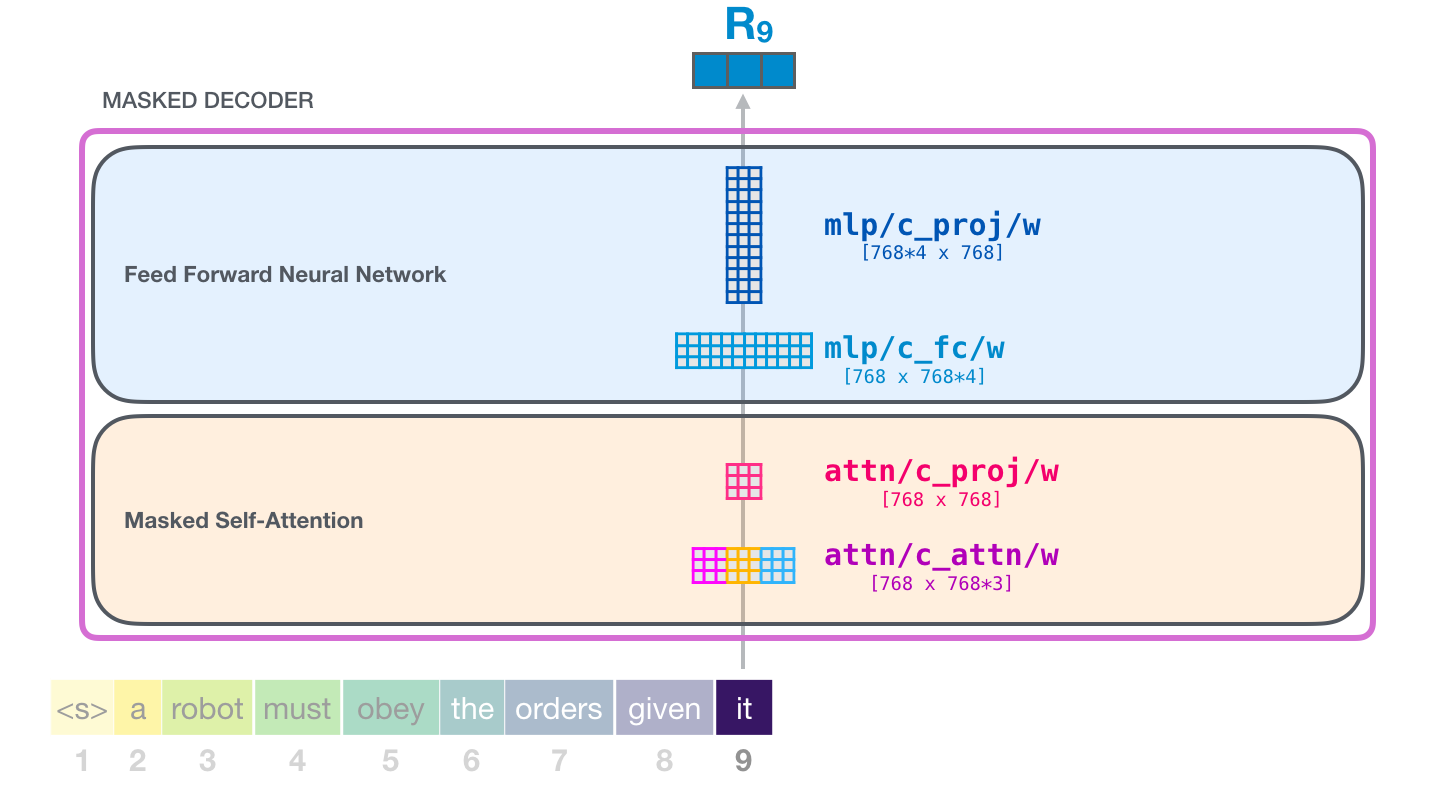 R9
MASKED DECODER
mlp/c_proj/w
[768*4 x 768]
Feed Forward Neural Network
mlp/c_fc/w
[768 x 768*4]
attn/c_proj/w
[768 x 768]
Masked Self-Attention
attn/c_attn/w
[768 x 768*3]
<s> a robot must obey the orders given it
1 2 3 4 5 6 7 8 9